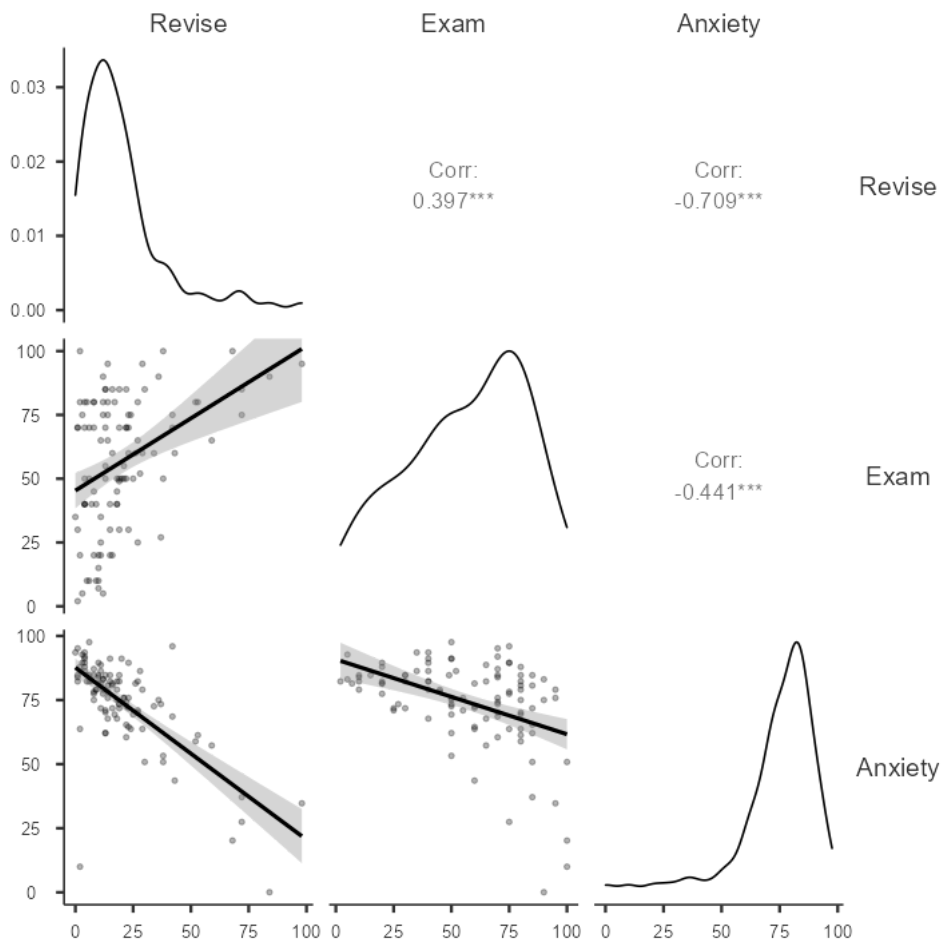 Revise Exam Anxiety
0.03
0.02
0.01
0.00
Corr:
0.397***
Corr:
-0.709***
Revise
100
75
50
25
0
Corr:
-0.441***
Exam
100
75
50
25
0
Anxiety
0 25 50 75 100 0 25 50 75 100 0 25 50 75 100